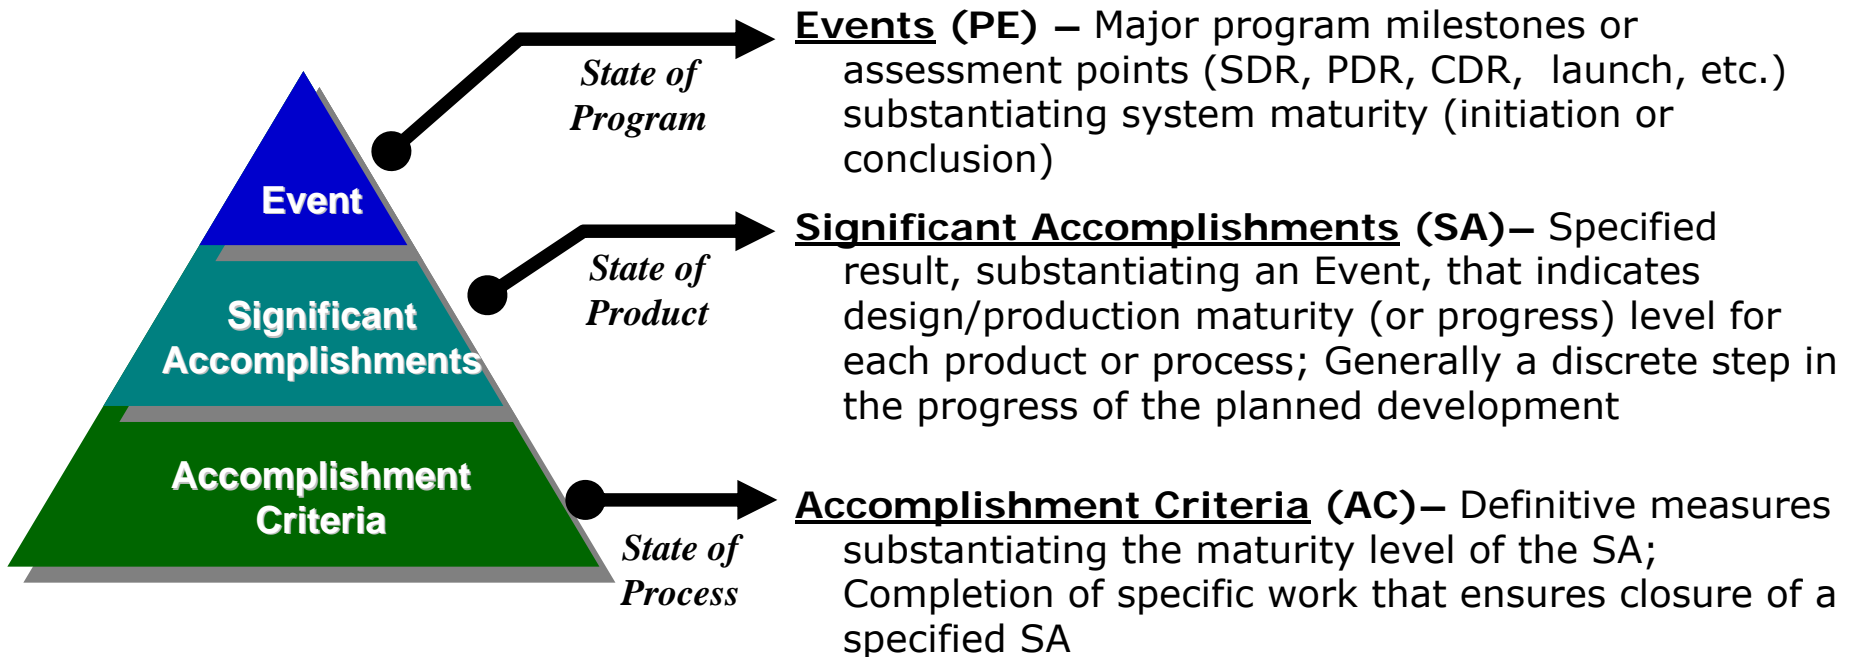 Event
Significant
Accomplishments
Accomplishment
Criteria
State of
Program
State of
Product
State of
Process
Events (PE) – Major program milestones or
assessment points (SDR, PDR, CDR, launch, etc.)
substantiating system maturity (initiation or
conclusion)
Significant Accomplishments (SA)– Specified
result, substantiating an Event, that indicates
design/production maturity (or progress) level for
each product or process; Generally a discrete step in
the progress of the planned development
Accomplishment Criteria (AC)– Definitive measures
substantiating the maturity level of the SA;
Completion of specific work that ensures closure of a
specified SA